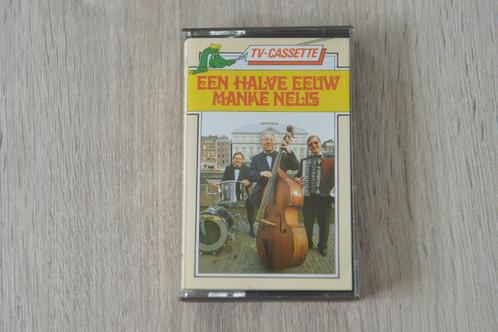 TV-CASSETTE
EEN HALVE EEUW
MANKE NELIS